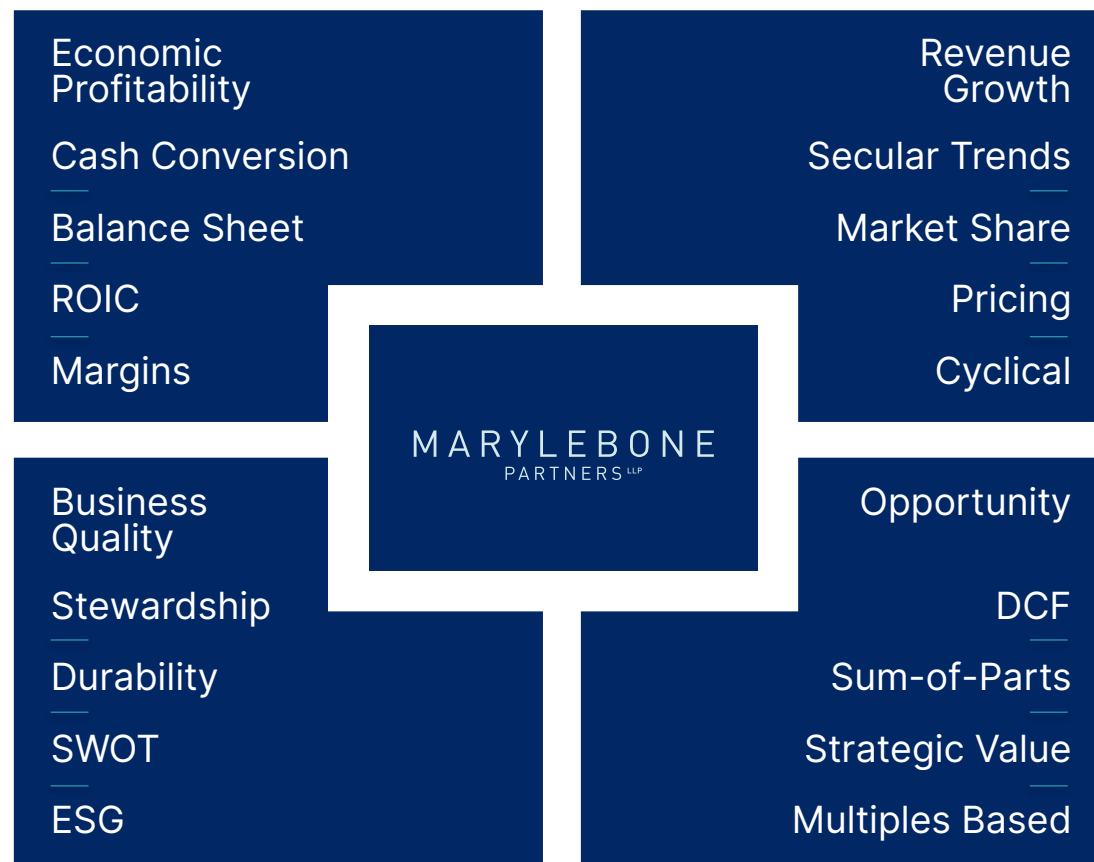 Economic
Profitability
Cash Conversion
Balance Sheet
ROIC
Margins
Revenue
Growth
Secular Trends
Market Share
Pricing
Cyclical
MARYLEBONE
PARTNERS LLP
Business
Quality
Stewardship
Durability
SWOT
ESG
Opportunity
DCF
Sum-of-Parts
Strategic Value
Multiples Based